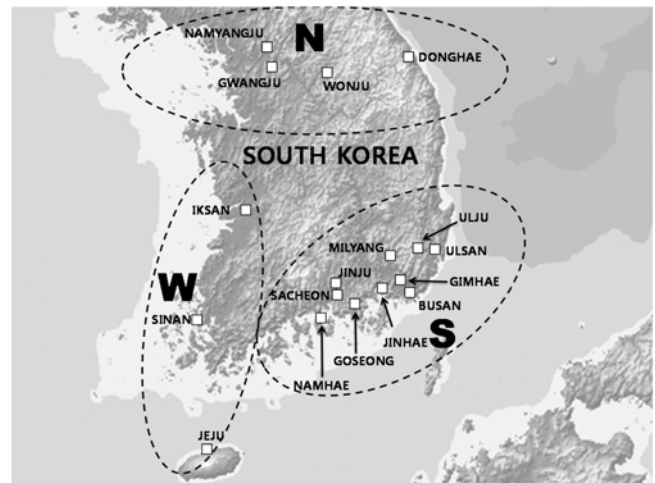 NAMYANGJU
N
DONGHAE
GWANGJU
WONJU
SOUTH KOREA
IKSAN
ULJU
MILYANG
ULSAN
W
JINJU
GIMHAE
SACHEON
BUSAN
SINAN
S
JINHAE
GOSEONG
NAMHAE
JEJU